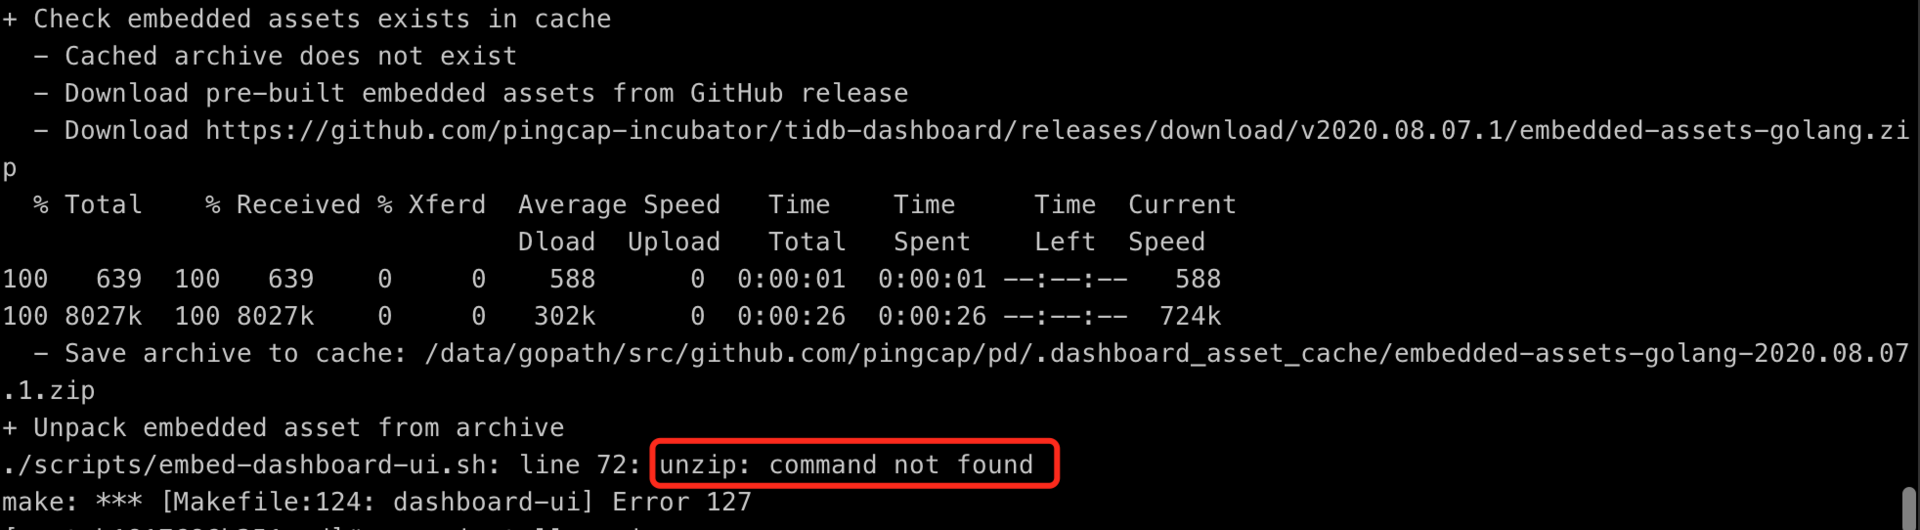 + Check embedded assets exists in cache
  - Cached archive does not exist
  - Download pre-built embedded assets from GitHub release
  - Download https://github.com/pingcap-incubator/tidb-dashboard/releases/download/v2020.08.07.1/embedded-assets-golang.zi
p
  % Total    % Received % Xferd  Average Speed   Time    Time     Time  Current
                                 Dload  Upload   Total   Spent    Left  Speed
100   639  100   639    0     0    588      0  0:00:01  0:00:01 --:--:--   588
100 8027k  100 8027k    0     0   302k      0  0:00:26  0:00:26 --:--:--  724k
  - Save archive to cache: /data/gopath/src/github.com/pingcap/pd/.dashboard_asset_cache/embedded-assets-golang-2020.08.07
.1.zip
+ Unpack embedded asset from archive
./scripts/embed-dashboard-ui.sh: line 72: unzip: command not found
make: *** [Makefile:124: dashboard-ui] Error 127